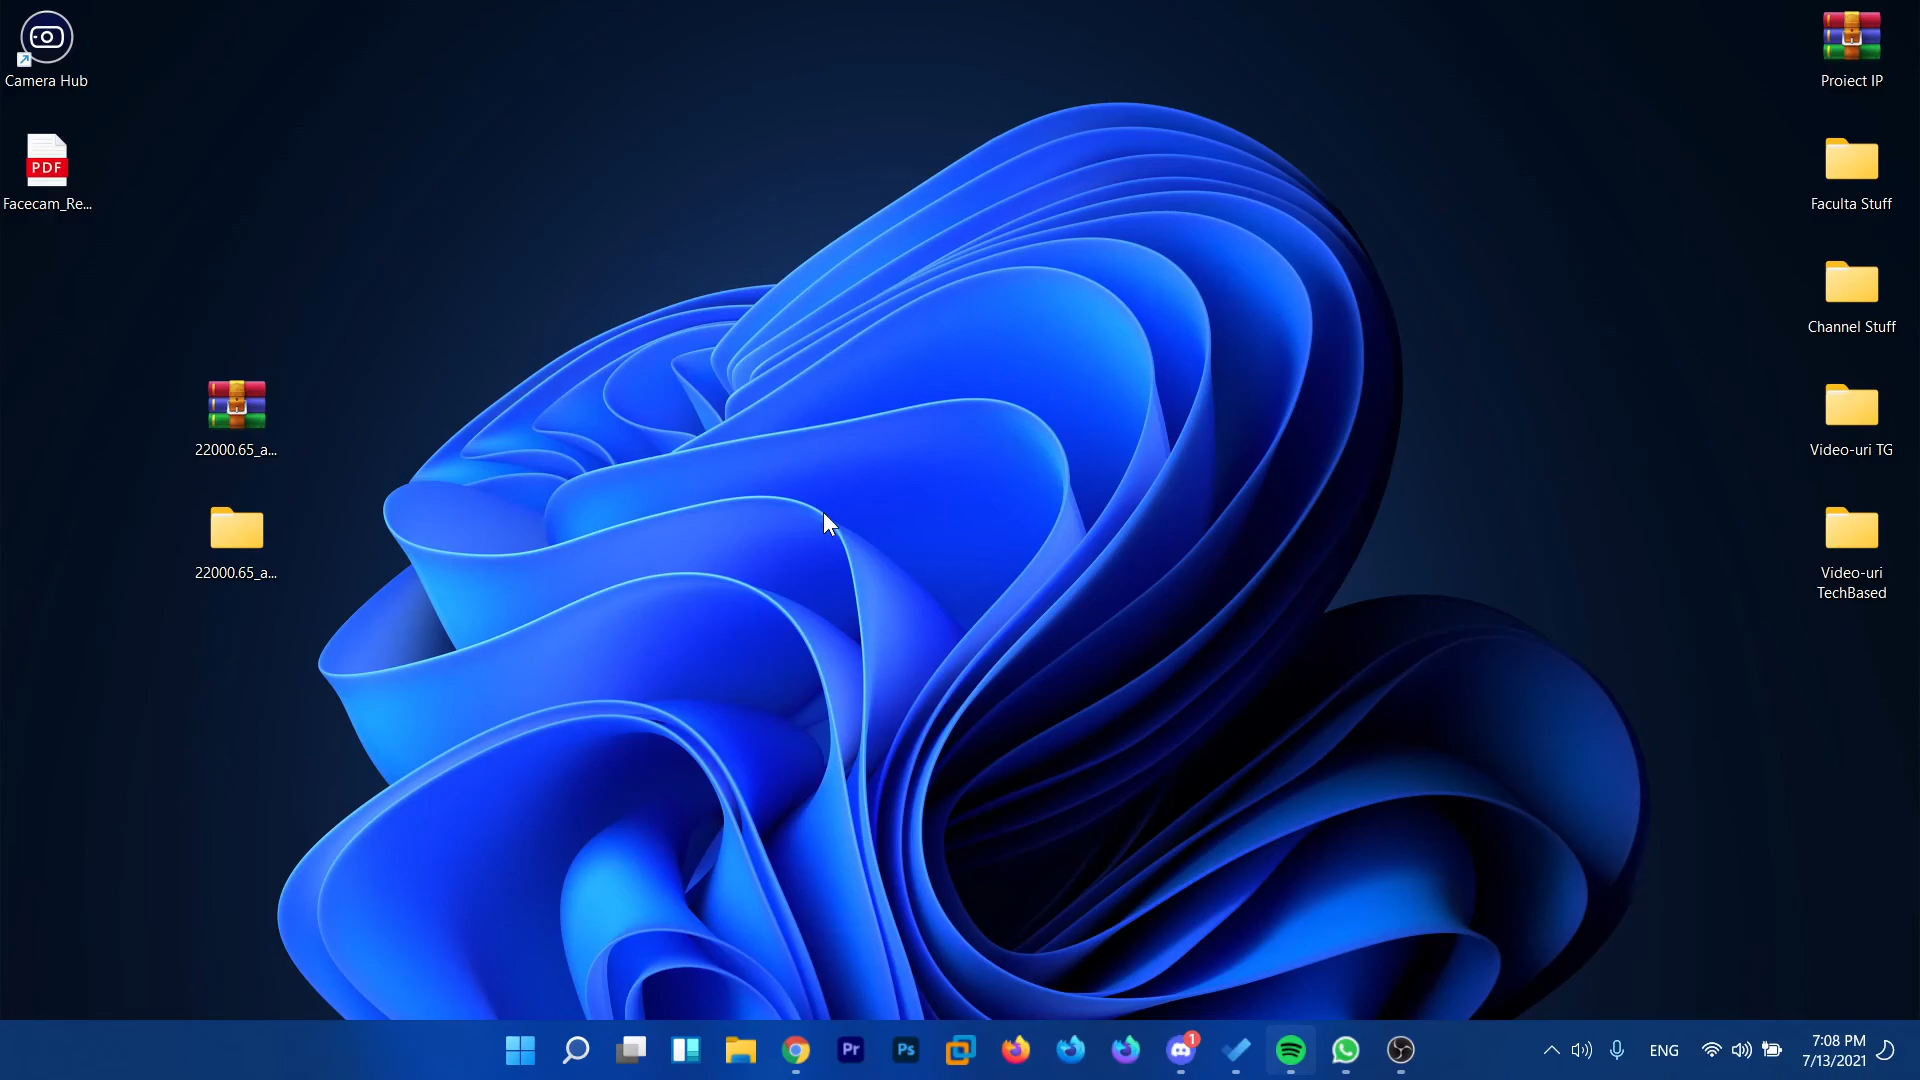 Camera Hub
PDF
Facecam_Re...
22000.65_a...
22000.65_a...
Proiect IP
Faculta Stuff
Channel Stuff
Video-uri TG
Video-uri
TechBased
Pr
Ps
1
ENG
7:08 PM
7/13/2021